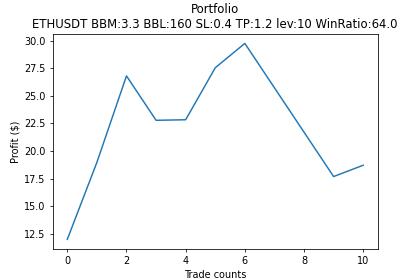 Portfolio
ETHUSDT BBM:3.3 BBL:160 SL:0.4 TP:1.2 lev:10 WinRatio:64.0
30.0
27.5
25.0
22.5
20.0
17.5
15.0
12.5
Profit ($)
0 2 4 6 8 10
Trade counts